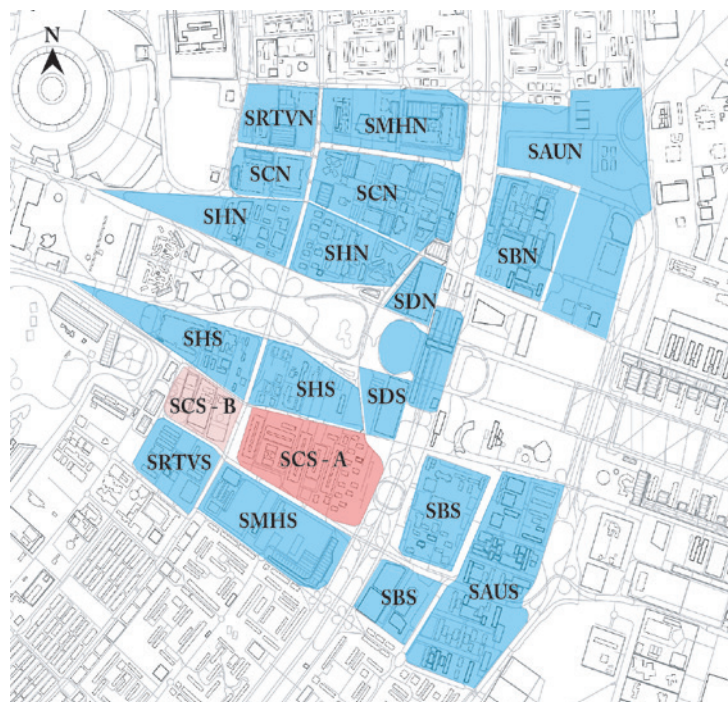 N
SRTVN
SMHN
SAUN
SCN
SCN
SHN
SHN
SBN
SDN
SHS
SHS
SDS
SCS - B
SCS - A
SRTVS
SMHS
SBS
SBS
SAUS